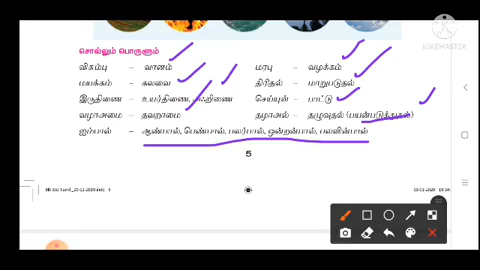 KINEMASTER
சொல்லும் பொருளும்
விசும்பு – வானம் மரபு – வழக்கம்
மயக்கம் – கலவை திரிதல் – மாறுபடுதல்
இருதிணை – உயர்திணை, அஃறிணை செய்யுள் – பாட்டு
வழாஅமை – தவறாமை தழாஅல் – தழுவுதல் (பயன்படுத்துதல்)
ஐம்பால் – ஆண்பால், பெண்பால், பலர்பால், ஒன்றன்பால், பலவின்பால்
5